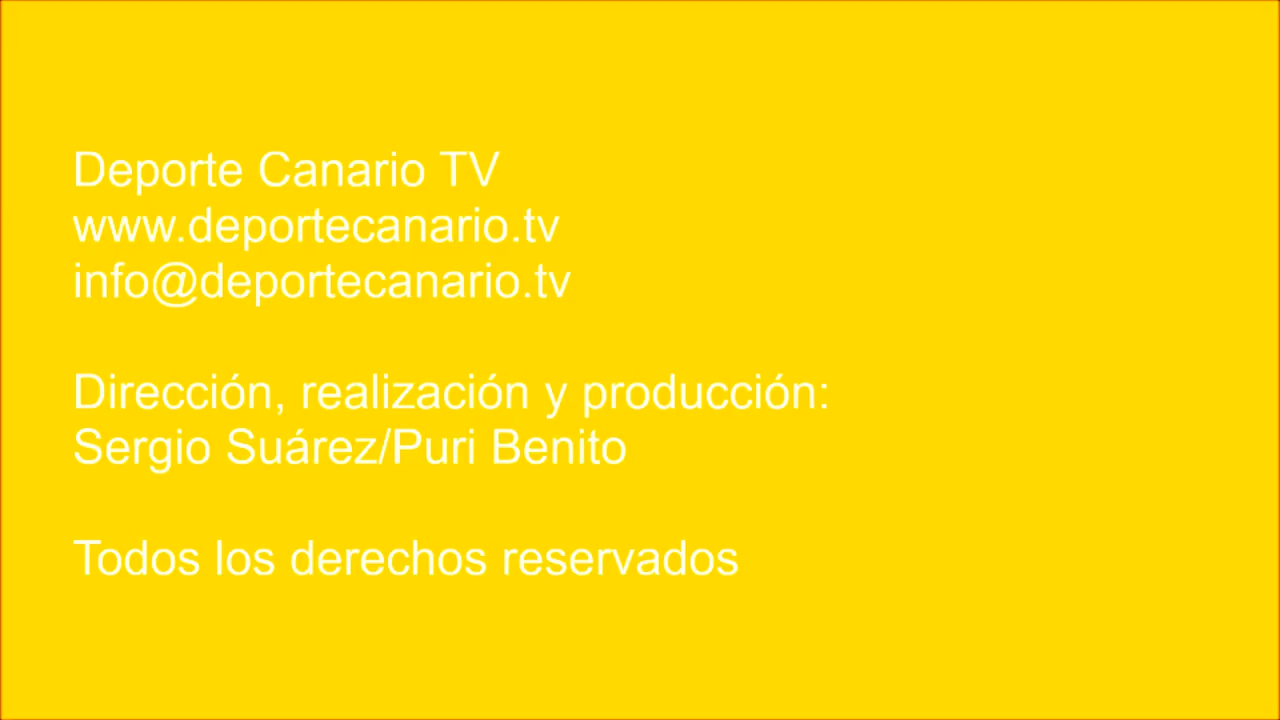 Deporte Canario TV
www.deportecanario.tv
info@deportecanario.tv
Dirección, realización y producción:
Sergio Suárez/Puri Benito
Todos los derechos reservados